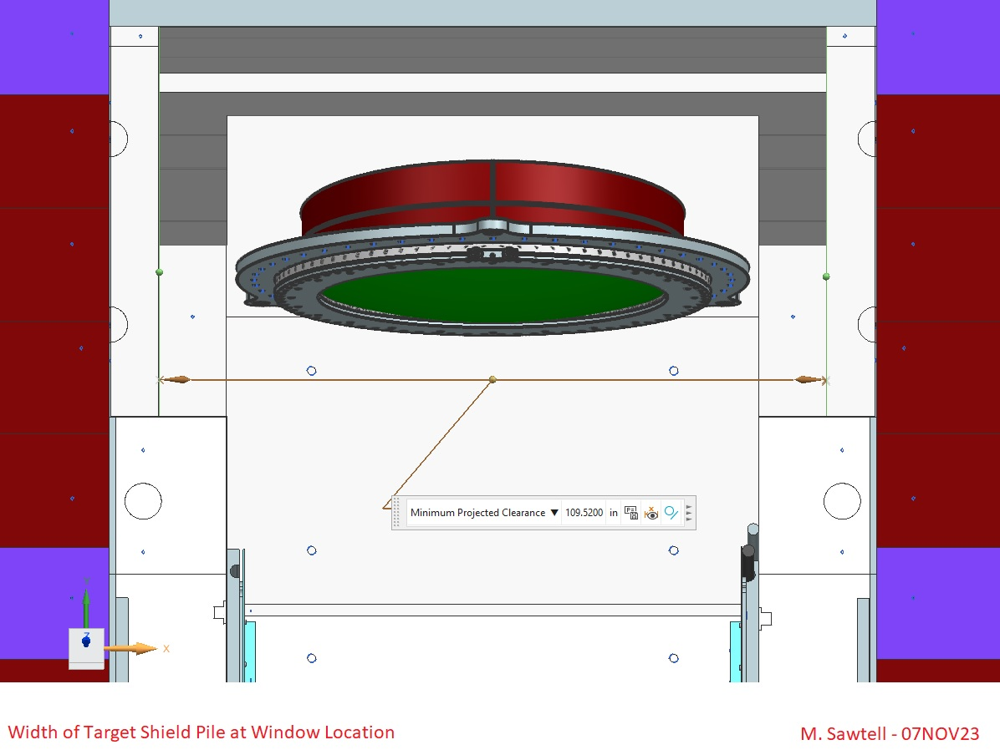 Minimum Projected Clearance ▼ 109.5200 in
Z
X
Width of Target Shield Pile at Window Location
M. Sawtell - 07NOV23